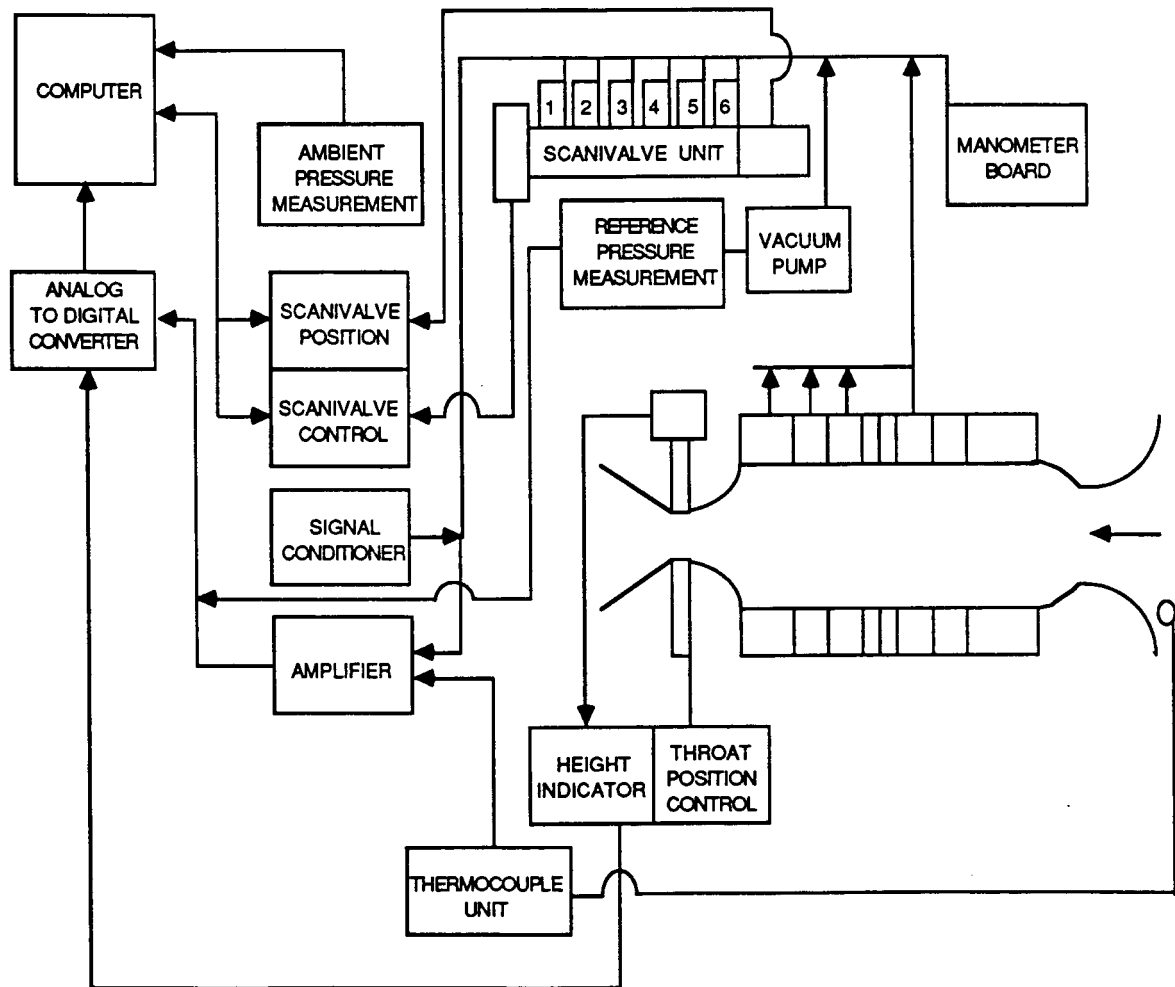 COMPUTER
AMBIENT
PRESSURE
MEASUREMENT
1 2 3 4 5 6
SCANIVALVE UNIT
MANOMETER
BOARD
REFERENCE
PRESSURE
MEASUREMENT
VACUUM
PUMP
ANALOG
TO DIGITAL
CONVERTER
SCANIVALVE
POSITION
SCANIVALVE
CONTROL
SIGNAL
CONDITIONER
AMPLIFIER
HEIGHT
INDICATOR
THROAT
POSITION
CONTROL
THERMOCOUPLE
UNIT